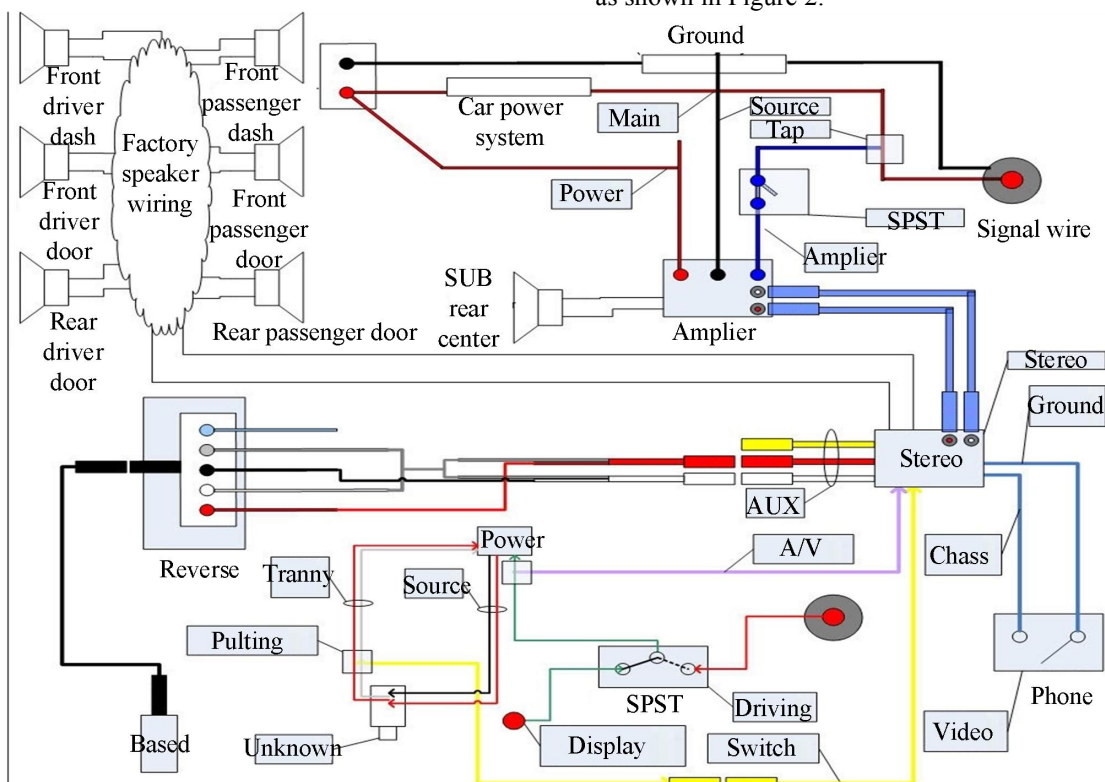 as shown in Figure 2.
Ground
Front
driver
dash
Front
passenger
dash
Factory
speaker
wiring
Car power
system
Main
Source
Tap
Front
driver
door
Front
passenger
door
Power
SPST
Signal wire
Amplier
SUB
rear
center
Rear
driver
door
Rear passenger door
Amplier
Stereo
Ground
Stereo
AUX
Reverse
Power
A/V
Chass
Tranny
Source
Pulting
SPST
Driving
Phone
Based
Unknown
Display
Switch
Video